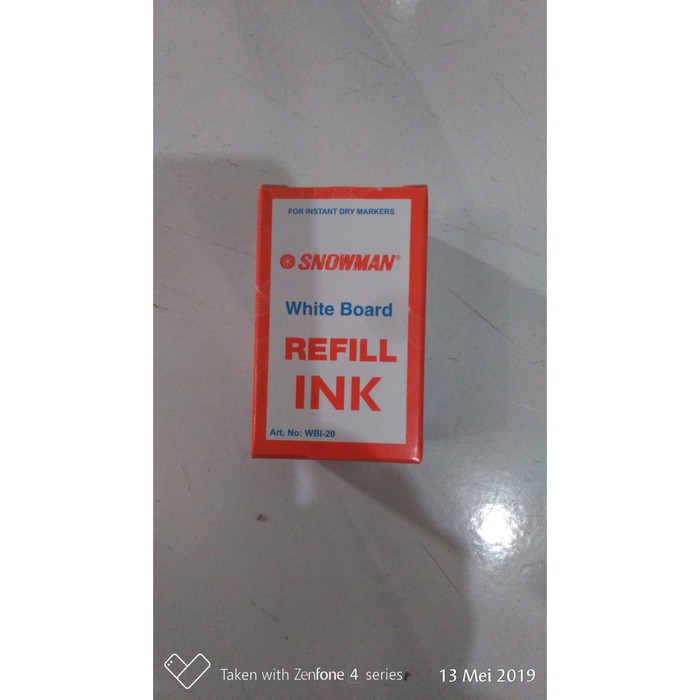 FOR INSTANT DRY MARKERS
SNOWMAN®
White Board
REFILL
INK
Art. No: WBI-20
Taken with Zenfone 4 series 13 Mei 2019